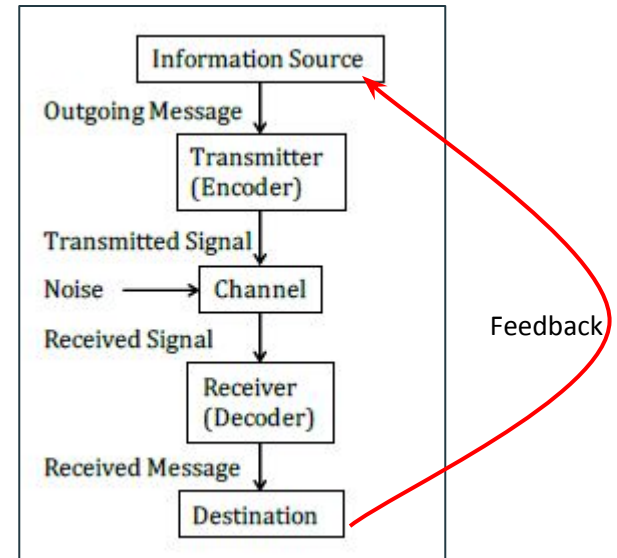 Information Source
Outgoing Message
Transmitter
(Encoder)
Transmitted Signal
Noise
Channel
Received Signal
Feedback
Receiver
(Decoder)
Received Message
Destination